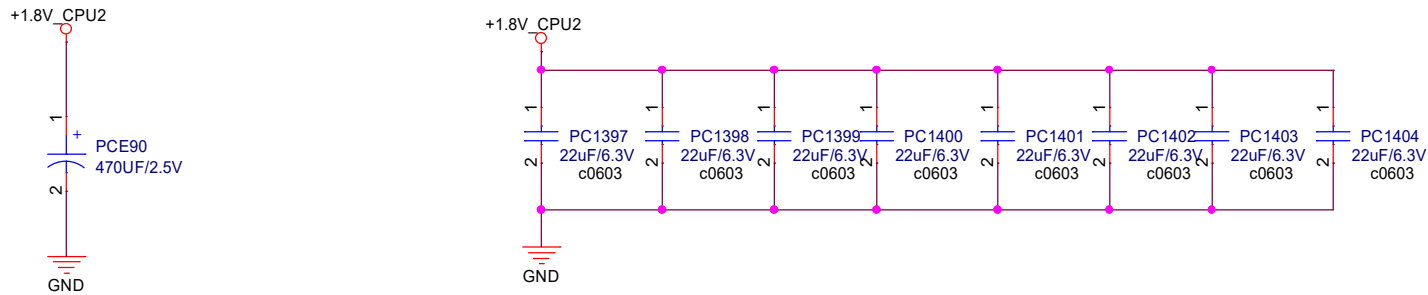 +1.8V_CPU2
1
+
PCE90
470UF/2.5V
2
GND
+1.8V_CPU2
1
PC1397
22uF/6.3V
c0603
2
1
PC1398
22uF/6.3V
c0603
2
1
PC1399
22uF/6.3V
c0603
2
1
PC1400
22uF/6.3V
c0603
2
1
PC1401
22uF/6.3V
c0603
2
1
PC1402
22uF/6.3V
c0603
2
1
PC1403
22uF/6.3V
c0603
2
1
PC1404
22uF/6.3V
c0603
2
GND